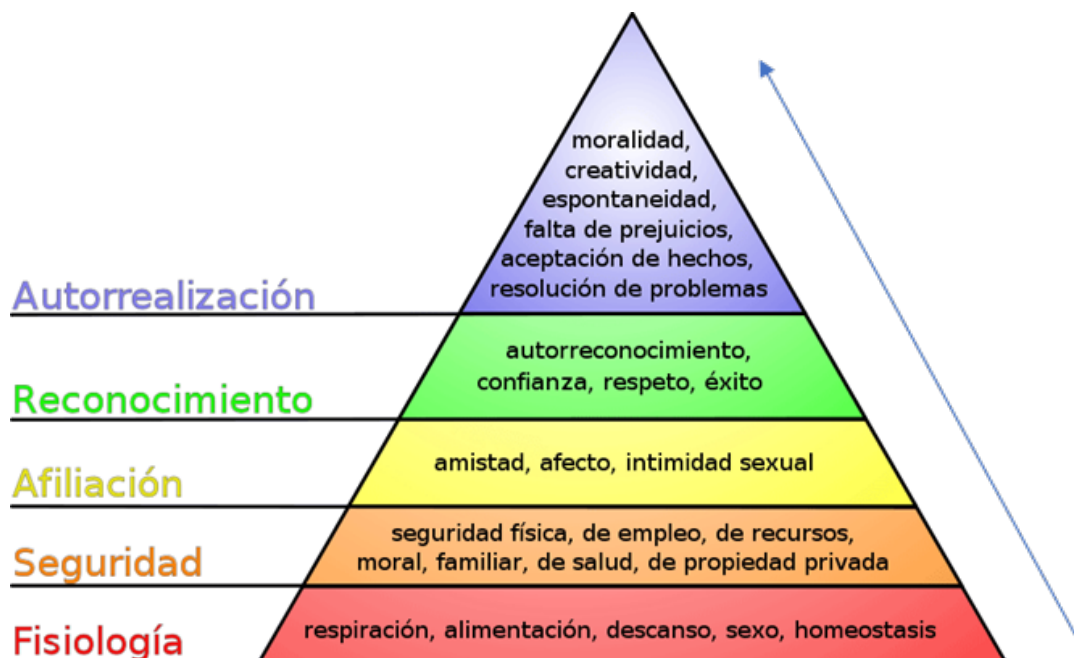 moralidad,
creatividad,
espontaneidad,
falta de prejuicios,
aceptación de hechos,
resolución de problemas
Autorrealización
autorreconocimiento,
confianza, respeto, éxito
Reconocimiento
amistad, afecto, intimidad sexual
Afiliación
seguridad física, de empleo, de recursos,
moral, familiar, de salud, de propiedad privada
Seguridad
respiración, alimentación, descanso, sexo, homeostasis
Fisiología